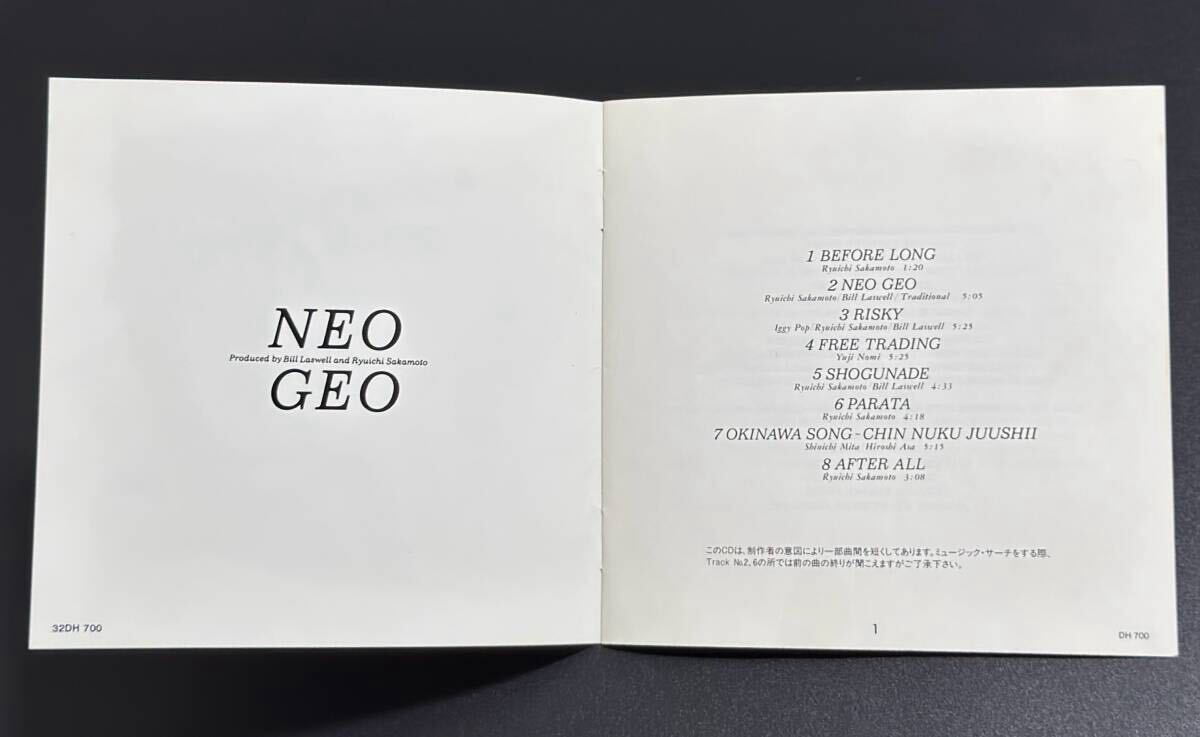 NEO
Produced by Bill Laswell and Ryuichi Sakamoto
GEO
32DH 700
1 BEFORE LONG
Ryuichi Sakamoto 1:20
2 NEO GEO
Ryuichi Sakamoto/Bill Laswell/Traditional 5:05
3 RISKY
Iggy Pop/Ryuichi Sakamoto/Bill Laswell 5:25
4 FREE TRADING
Yuji Nomi 5:25
5 SHOGUNADE
Ryuichi Sakamoto/Bill Laswell 4:33
6 PARATA
Ryuichi Sakamoto 4:18
7 OKINAWA SONG-CHIN NUKU JUUSHII
Shinichi Mita/Hiroshi Asa 5:15
8 AFTER ALL
Ryuichi Sakamoto 3:08
このCDは、制作者の意図により一部曲間を短くしてあります。ミュージック・サーチをする際、
Track №2、6の所では前の曲の終りが聞こえますがご了承下さい。
1
DH 700